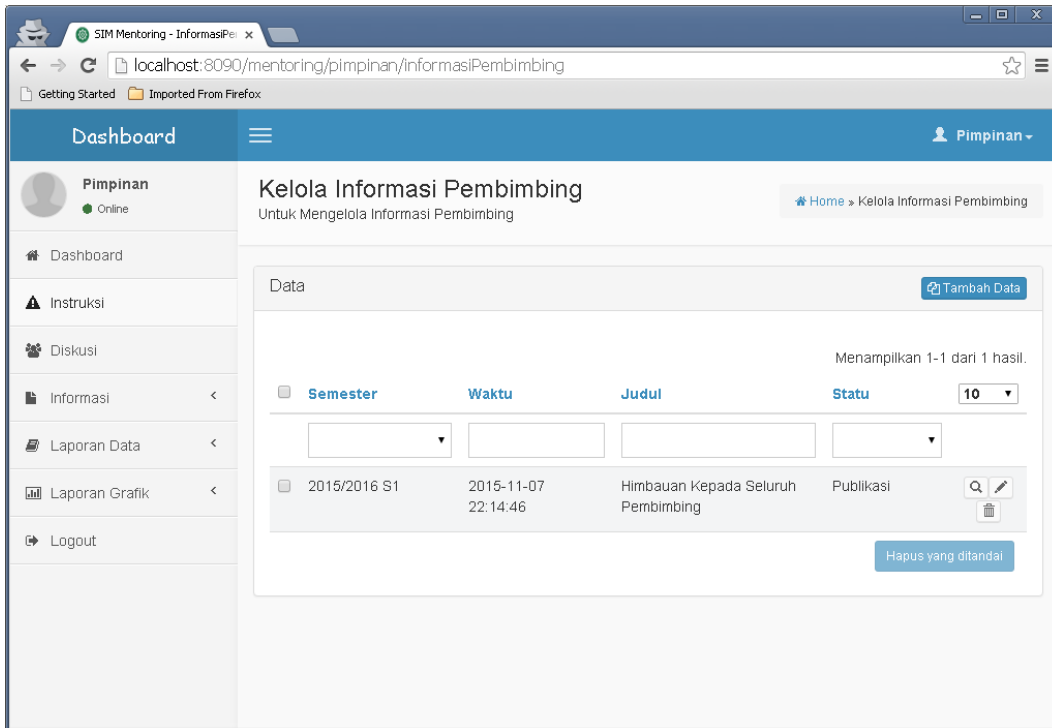 SIM Mentoring - InformasiPe
localhost:8090/mentoring/pimpinan/informasiPembimbing
Getting Started Imported From Firefox
Dashboard
Pimpinan
Pimpinan
Online
Kelola Informasi Pembimbing
Untuk Mengelola Informasi Pembimbing
Home » Kelola Informasi Pembimbing
Dashboard
Instruksi
Diskusi
Informasi
Laporan Data
Laporan Grafik
Logout
Data
Tambah Data
Menampilkan 1-1 dari 1 hasil.
Semester Waktu Judul Statu 10
2015/2016 S1 2015-11-07 Himbauan Kepada Seluruh Publikasi
22:14:46 Pembimbing
Hapus yang ditandai